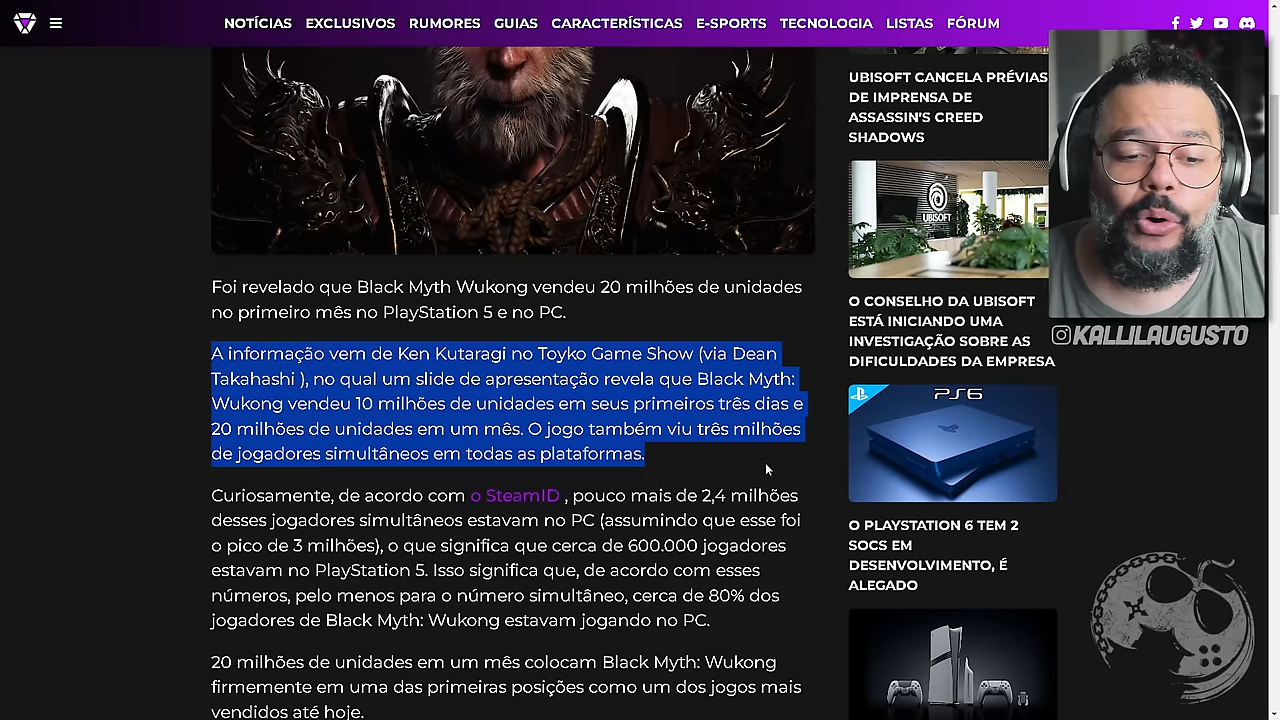 NOTÍCIAS EXCLUSIVOS RUMORES GUIAS CARACTERÍSTICAS E-SPORTS TECNOLOGIA LISTAS FÓRUM
Foi revelado que Black Myth Wukong vendeu 20 milhões de unidades
no primeiro mês no PlayStation 5 e no PC.
A informação vem de Ken Kutaragi no Toyko Game Show (via Dean
Takahashi ), no qual um slide de apresentação revela que Black Myth:
Wukong vendeu 10 milhões de unidades em seus primeiros três dias e
20 milhões de unidades em um mês. O jogo também viu três milhões
de jogadores simultâneos em todas as plataformas.
Curiosamente, de acordo com o SteamID , pouco mais de 2,4 milhões
desses jogadores simultâneos estavam no PC (assumindo que esse foi
o pico de 3 milhões), o que significa que cerca de 600.000 jogadores
estavam no PlayStation 5. Isso significa que, de acordo com esses
números, pelo menos para o número simultâneo, cerca de 80% dos
jogadores de Black Myth: Wukong estavam jogando no PC.
20 milhões de unidades em um mês colocam Black Myth: Wukong
firmemente em uma das primeiras posições como um dos jogos mais
vendidos até hoje.
UBISOFT CANCELA PRÉVIAS
DE IMPRENSA DE
ASSASSIN'S CREED
SHADOWS
UBISOFT
O CONSELHO DA UBISOFT
ESTÁ INICIANDO UMA
INVESTIGAÇÃO SOBRE AS
DIFICULDADES DA EMPRESA
PS6
O PLAYSTATION 6 TEM 2
SOCS EM
DESENVOLVIMENTO, É
ALEGADO
KALLILAUGUSTO